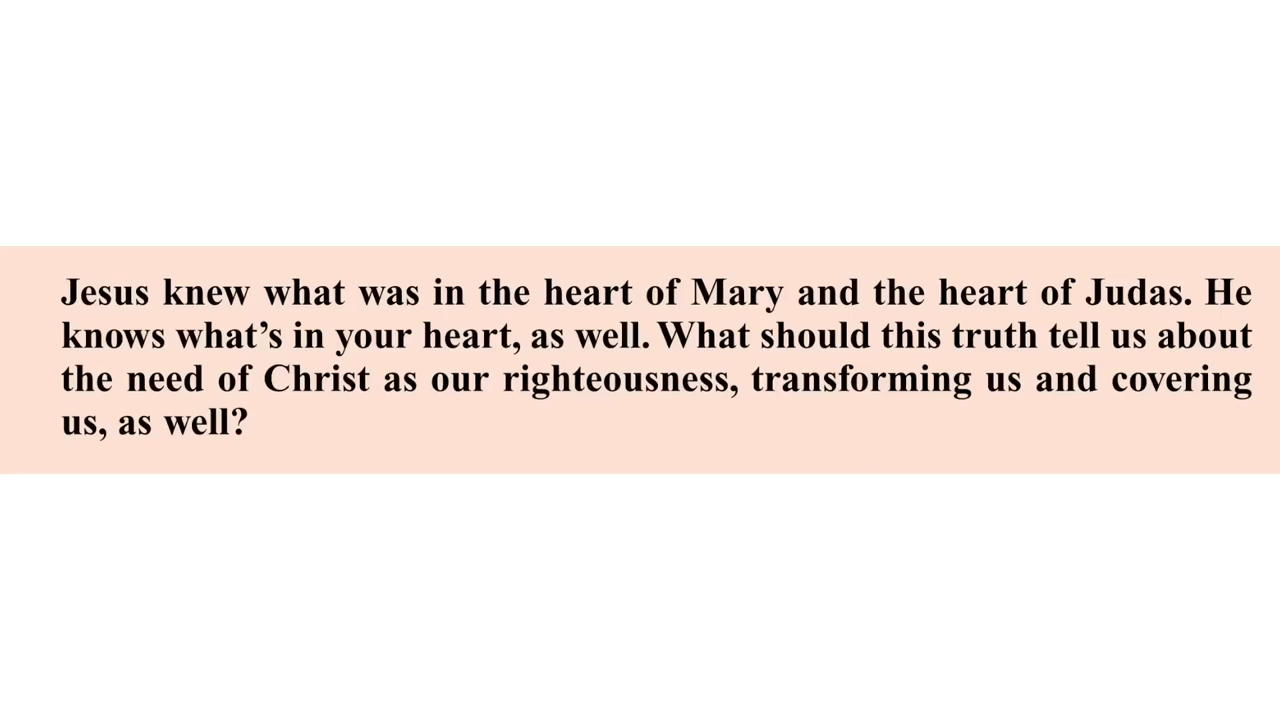 Jesus knew what was in the heart of Mary and the heart of Judas. He
knows what’s in your heart, as well. What should this truth tell us about
the need of Christ as our righteousness, transforming us and covering
us, as well?